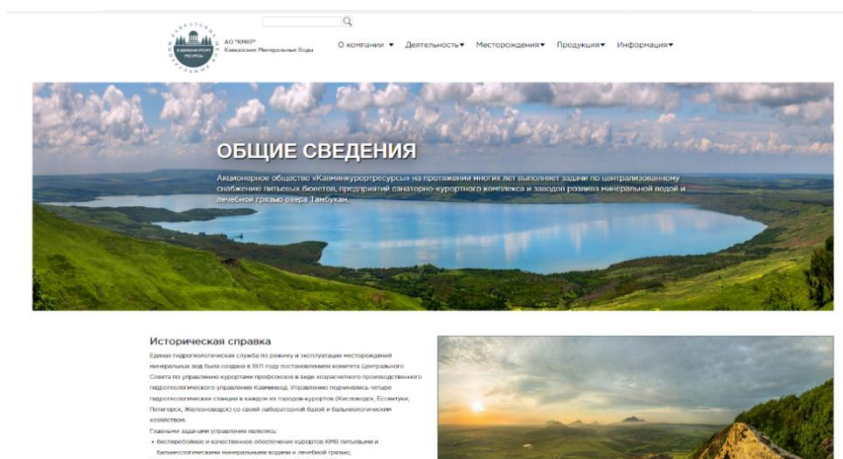 АО "КМКР"
Кавказские Минеральные Воды
О компании ▼ Деятельность▼ Месторождения▼ Продукция▼ Информация▼
КАВМИНКУРОРТ
РЕСУРСЫ
ОБЩИЕ СВЕДЕНИЯ
Акционерное общество «Кавминкурортресурсы» на протяжении многих лет выполняет задачи по централизованному
снабжению питьевых бюветов, предприятий санаторно-курортного комплекса и заводов розлива минеральной водой и
лечебной грязью озера Тамбукан.
Историческая справка
Единая гидрогеологическая служба по режиму и эксплуатации месторождений
минеральных вод была создана в году постановлением комитета Центрального
Совета по управлению курортами профсоюзов в виде хозрасчетного производственного
гидрогеологического управления Кавминвод. Управлению подчинялись четыре
гидрогеологические станции в каждом из городов-курортов (Кисловодск, Ессентуки,
Пятигорск, Железноводск) со своей лабораторной базой и бальнеологическим
хозяйством.
Главными задачами управления являлись:
• бесперебойное и качественное обеспечение курортов КМВ питьевыми и
бальнеологическими минеральными водами и лечебной грязью;